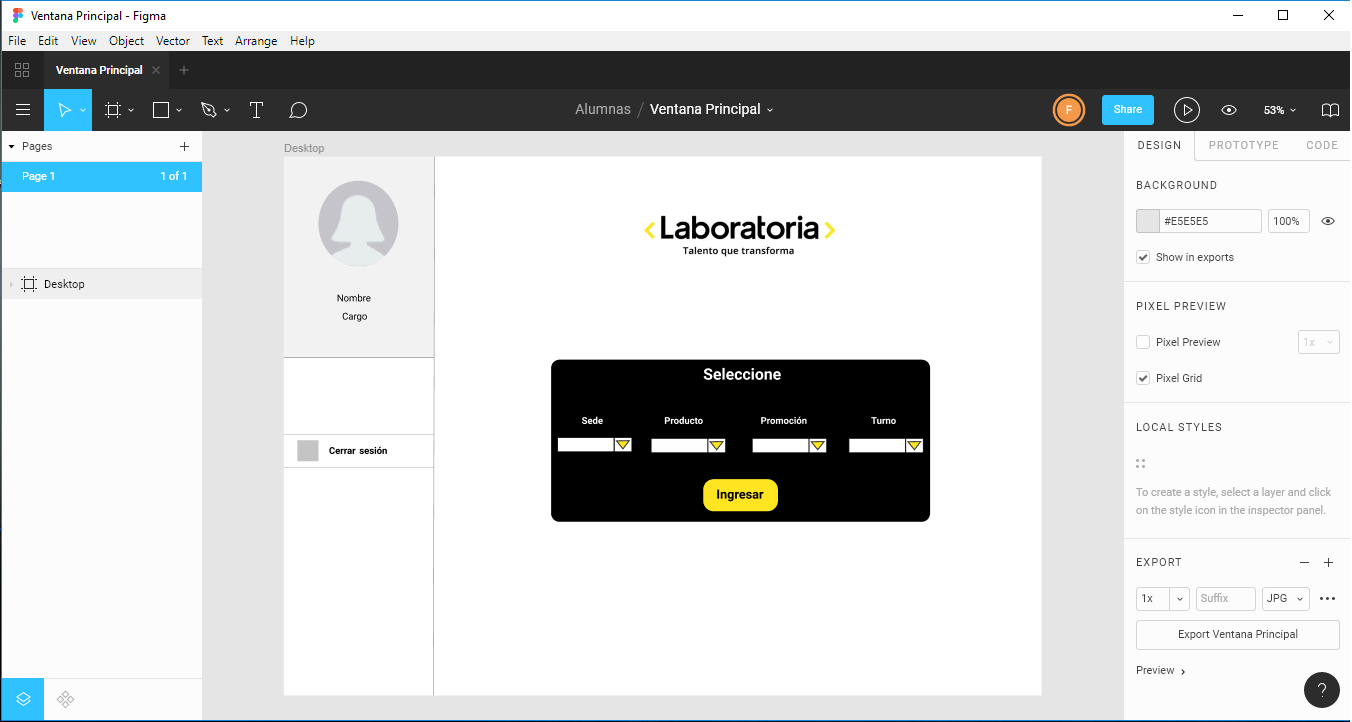 Ventana Principal - Figma
File Edit View Object Vector Text Arrange Help
Ventana Principal
Alumnas / Ventana Principal
F
Share
53%
Pages
Page 1
1 of 1
Desktop
Desktop
Nombre
Cargo
Cerrar sesión
<Laboratoria>
Talento que transforma
Seleccione
Sede Producto Promoción Turno
Ingresar
DESIGN PROTOTYPE CODE
BACKGROUND
#E5E5E5 100%
Show in exports
PIXEL PREVIEW
Pixel Preview 1x
Pixel Grid
LOCAL STYLES
To create a style, select a layer and click
on the style icon in the inspector panel.
EXPORT
1x Suffix JPG
Export Ventana Principal
Preview
?